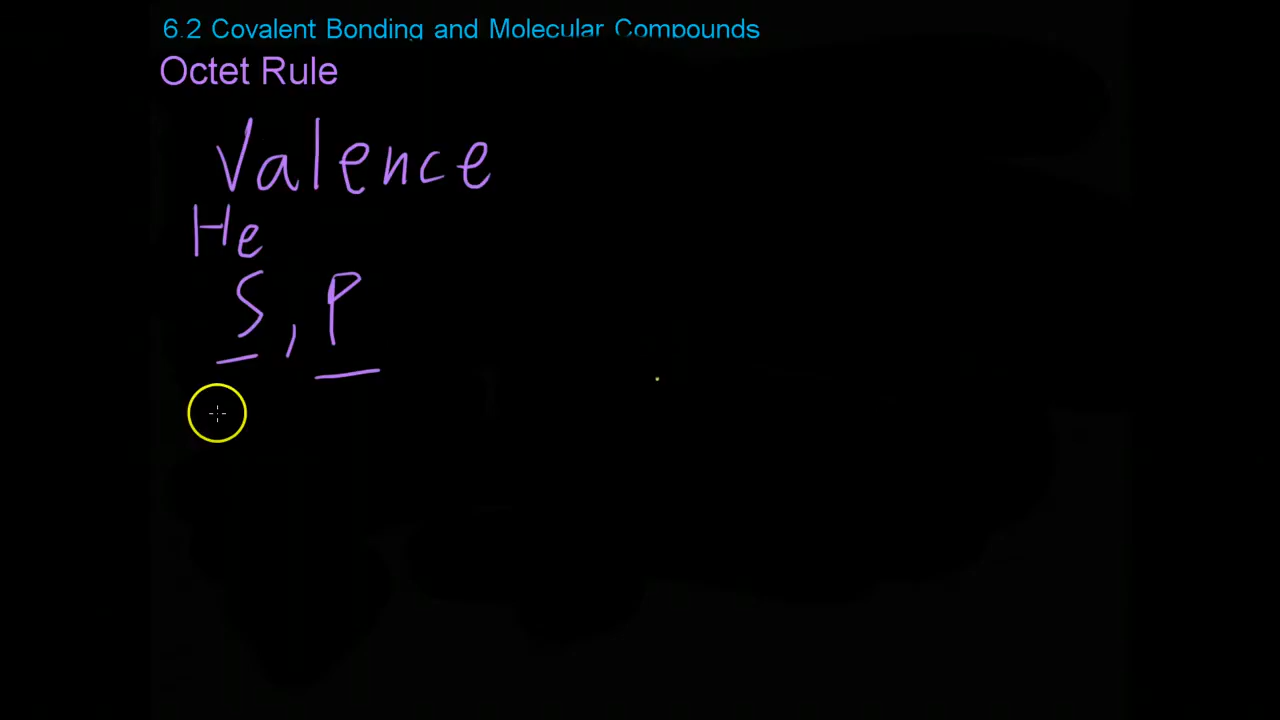 6.2 Covalent Bonding and Molecular Compounds
Octet Rule
Valence
He
S, P